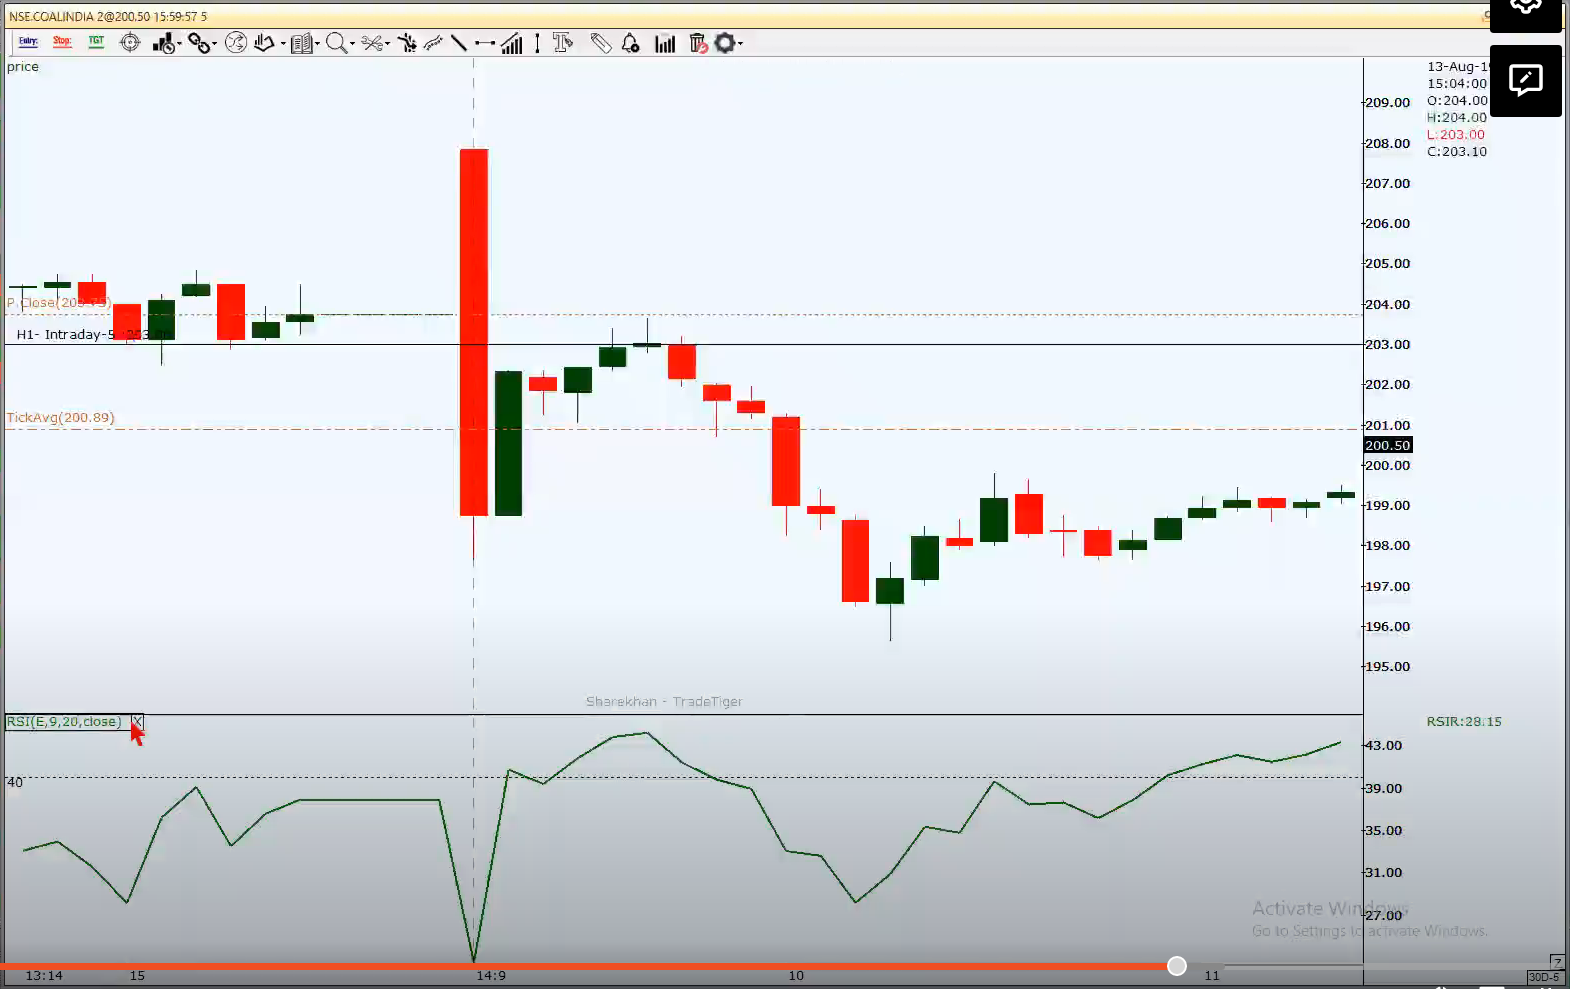 NSE.COALINDIA 2@200.50 15:59:57 5
Entry: Stop: TGT
price
13-Aug-1
15:04:00
O:204.00
H:204.00
L:203.00
C:203.10
209.00
208.00
207.00
206.00
205.00
204.00
203.00
202.00
201.00
200.50
200.00
199.00
198.00
197.00
196.00
195.00
P.Close(203.75)
H1- Intraday-5
TickAvg(200.89)
Sharekhan - TradeTiger
RSI(E,9,20,close) X
RSIR:28.15
40
43.00
39.00
35.00
31.00
27.00
Activate Windows
Go to Settings to activate Windows.
13:14 15 14:9 10 11
Z
30D-5